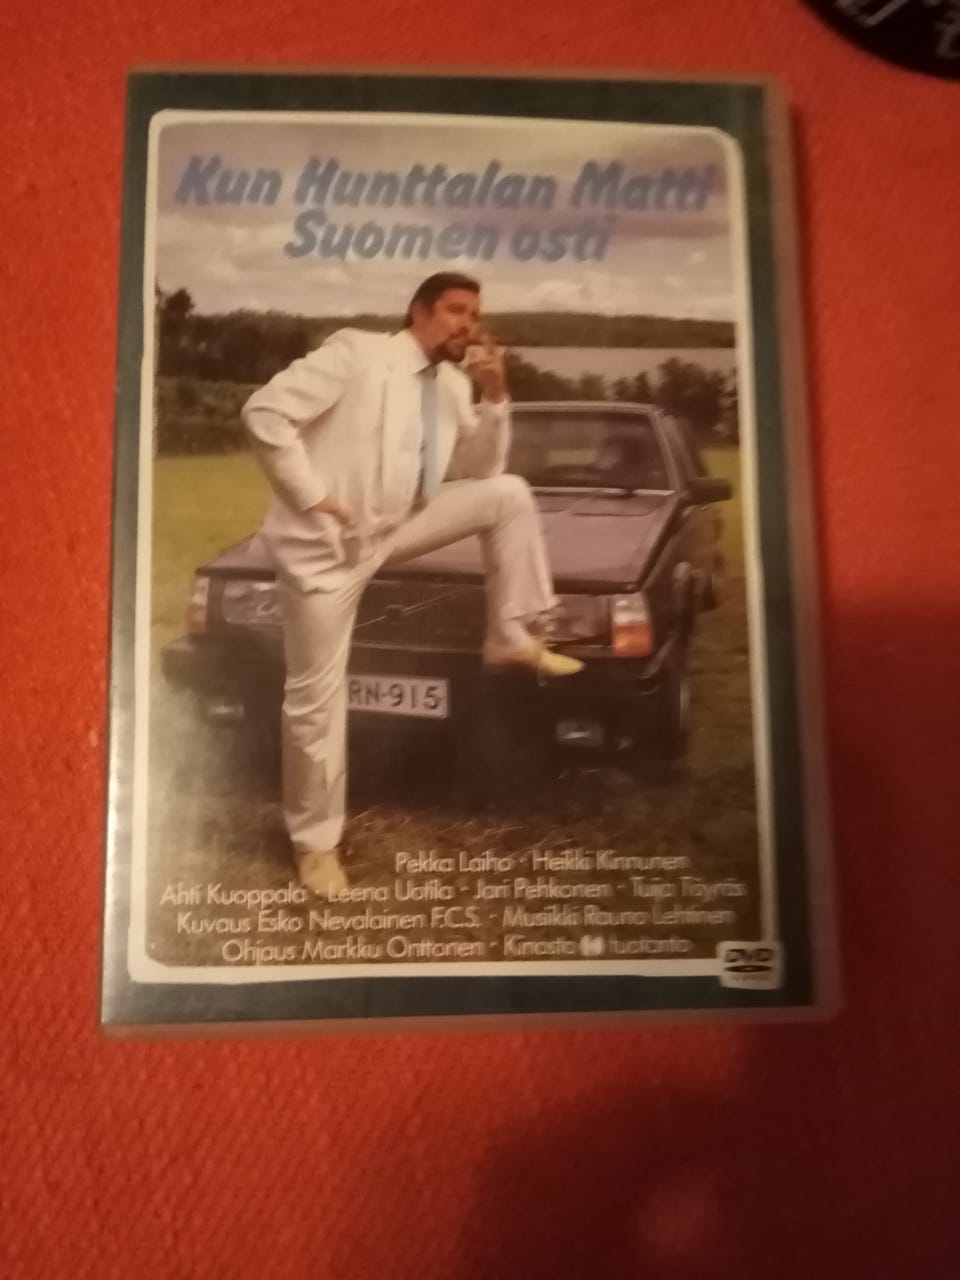 Kun Hunttalan Matti
Suomen osti
RN-915
Pekka Laiho · Heikki Kinnunen
Ahti Kuoppala · Leena Uotila · Jari Pehkonen · Tuija Töyräs
Kuvaus Esko Nevalainen F.C.S. · Musiikki Rauno Lehtinen
Ohjaus Markku Onttonen · Kinosto tuotanto
DVD